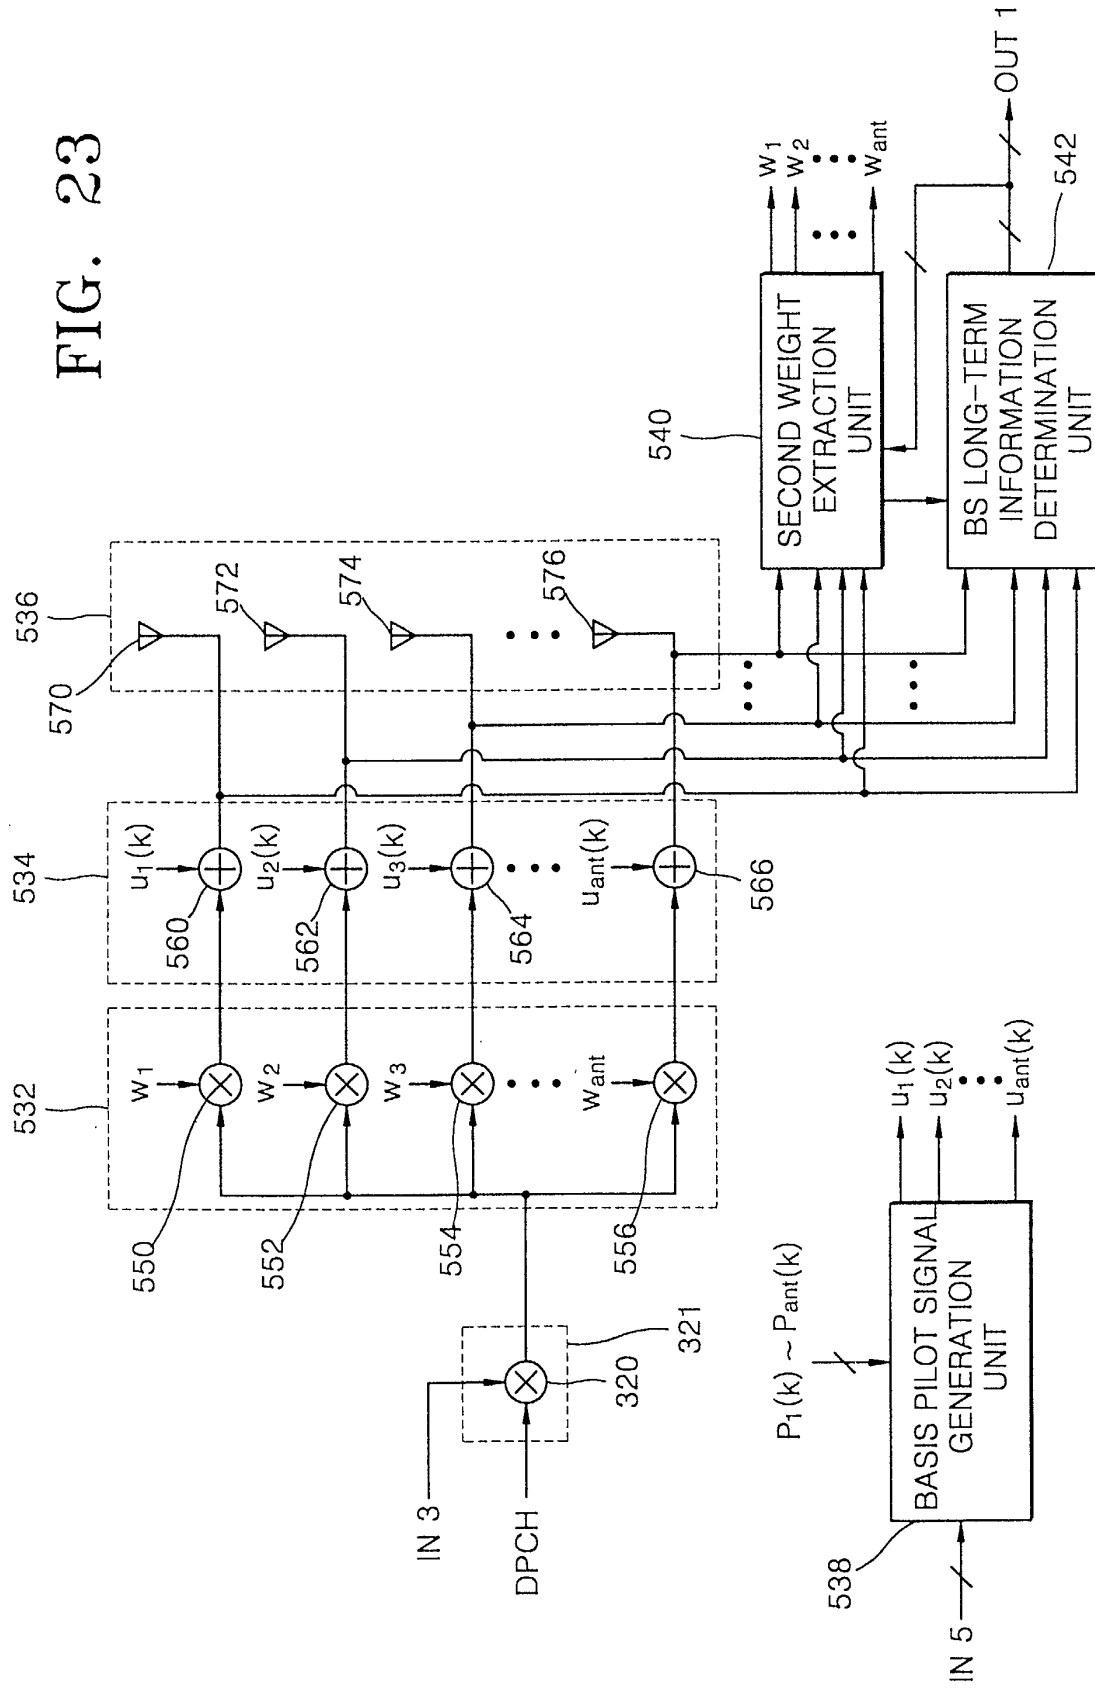 FIG. 23
532
534
536
w1
w2
w3
•••
want
u1(k)
u2(k)
u3(k)
•••
uant(k)
550
552
554
556
560
562
564
566
570
572
574
•••
576
IN 3
DPCH
320
321
•••
•••
540
SECOND WEIGHT
EXTRACTION
UNIT
w1
w2
•••
•••
want
BS LONG-TERM
INFORMATION
DETERMINATION
UNIT
542
OUT 1
P1(k) ~ Pant(k)
IN 5
538
BASIS PILOT SIGNAL
GENERATION
UNIT
u1(k)
u2(k)
•••
uant(k)